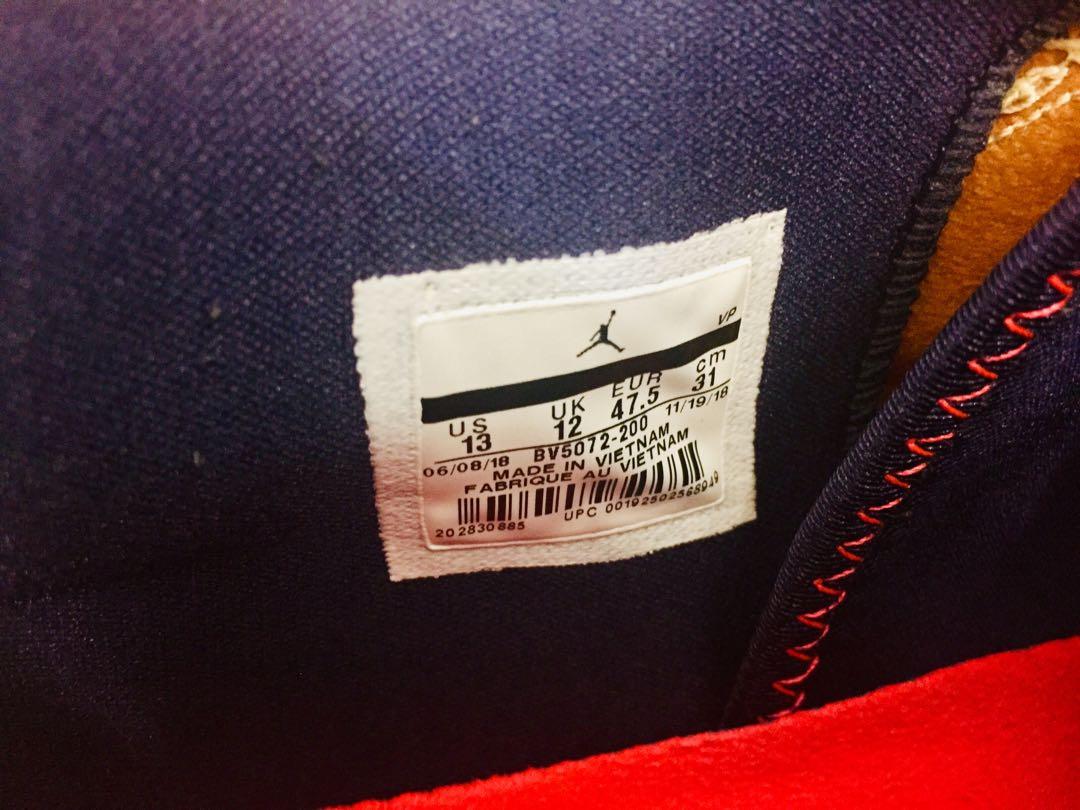 VP
US UK EUR cm
13 12 47.5 31
06/08/18 BV5072-200 11/19/18
MADE IN VIETNAM
FABRIQUE AU VIETNAM
202830885 UPC 00192502568949